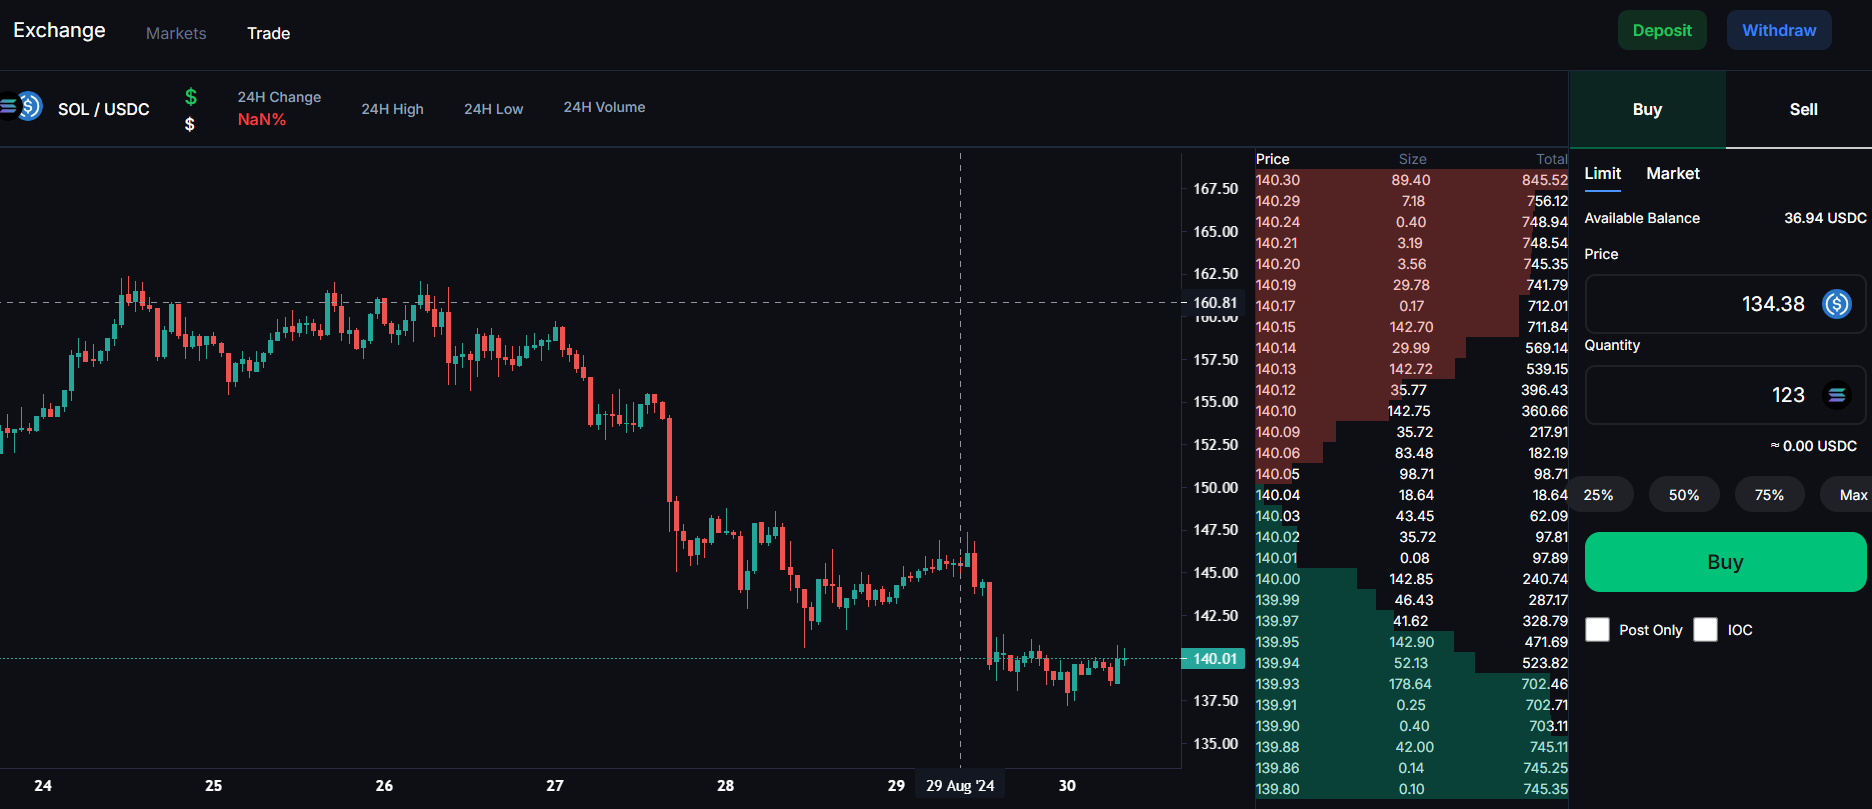 Exchange Markets Trade Deposit Withdraw
SOL / USDC
$
$
24H Change
NaN%
24H High
24H Low
24H Volume
Buy Sell
167.50
165.00
162.50
160.81
160.00
157.50
155.00
152.50
150.00
147.50
145.00
142.50
140.01
137.50
135.00
24 25 26 27 28 29 29 Aug '24 30
Price Size Total
140.30 89.40 845.52
140.29 7.18 756.12
140.24 0.40 748.94
140.21 3.19 748.54
140.20 3.56 745.35
140.19 29.78 741.79
140.17 0.17 712.01
140.15 142.70 711.84
140.14 29.99 569.14
140.13 142.72 539.15
140.12 35.77 396.43
140.10 142.75 360.66
140.09 35.72 217.91
140.06 83.48 182.19
140.05 98.71 98.71
140.04 18.64 18.64
140.03 43.45 62.09
140.02 35.72 97.81
140.01 0.08 97.89
140.00 142.85 240.74
139.99 46.43 287.17
139.97 41.62 328.79
139.95 142.90 471.69
139.94 52.13 523.82
139.93 178.64 702.46
139.91 0.25 702.71
139.90 0.40 703.11
139.88 42.00 745.11
139.86 0.14 745.25
139.80 0.10 745.35
Limit Market
Available Balance 36.94 USDC
Price
134.38
Quantity
123
≈ 0.00 USDC
25% 50% 75% Max
Buy
Post Only IOC